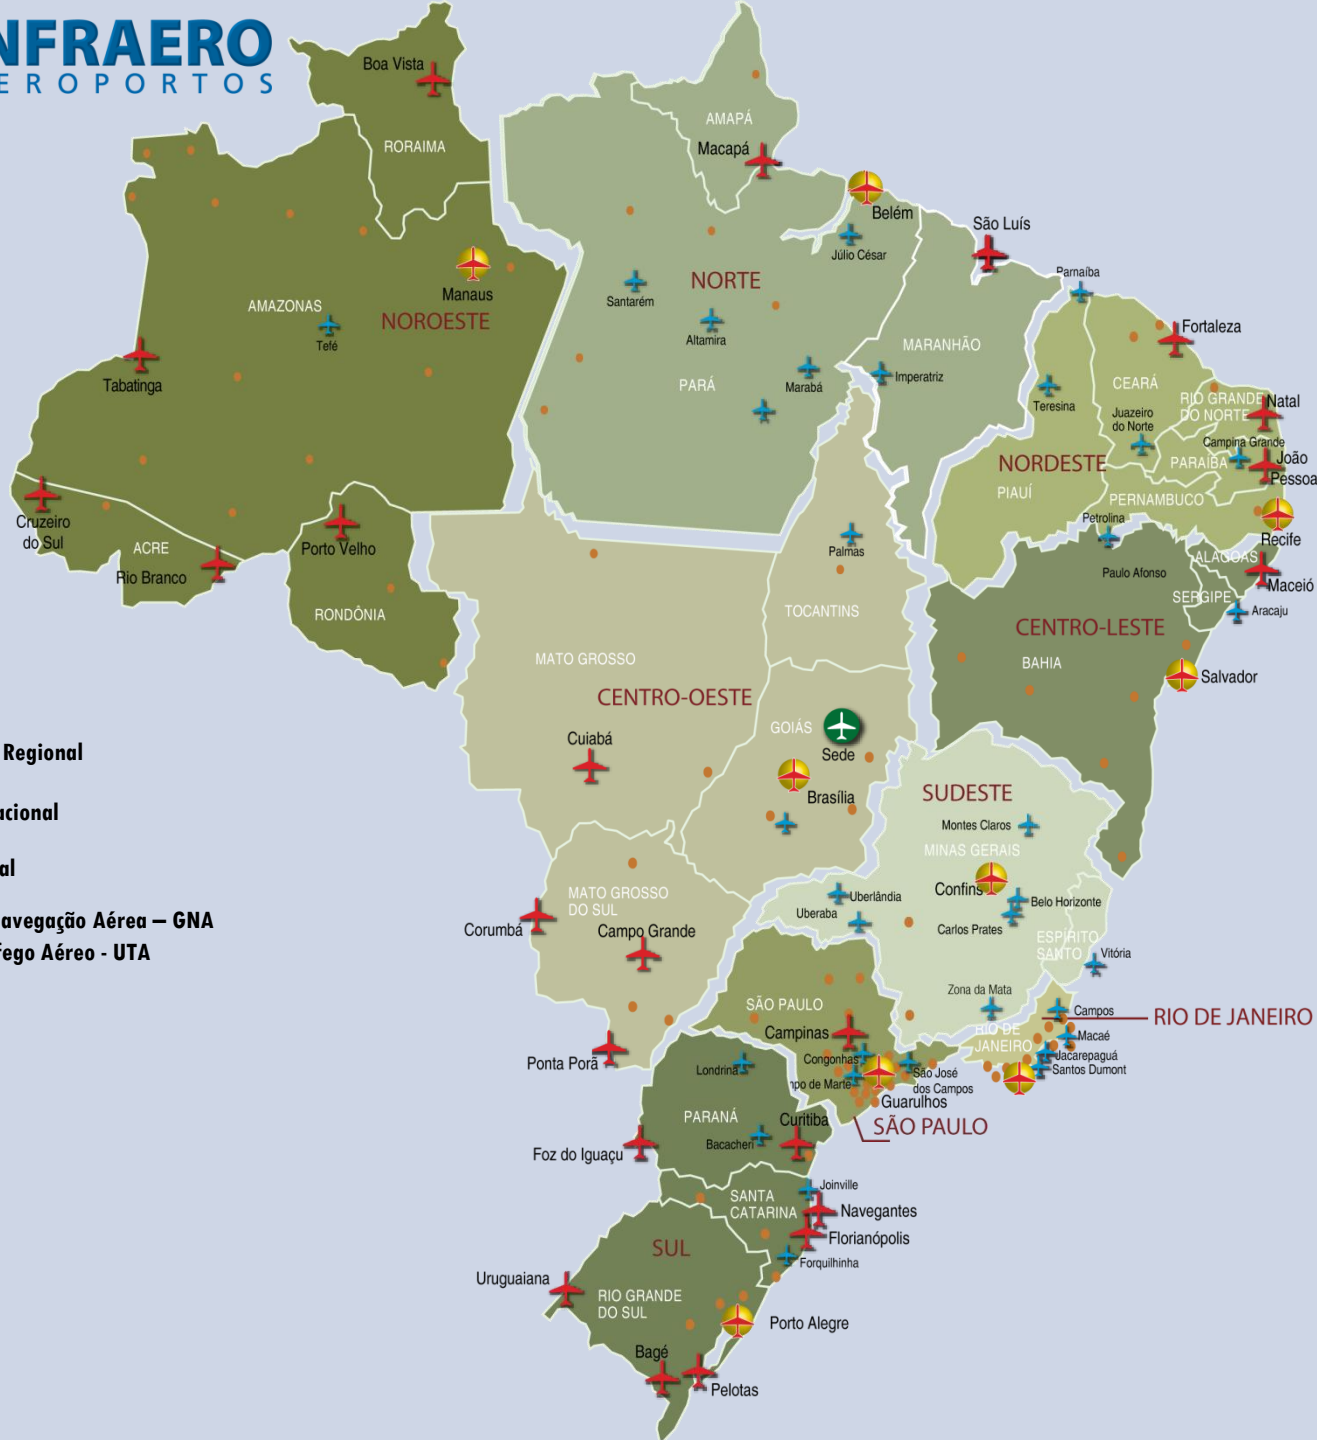 NFRAERO
EROPORTOS
Boa Vista
RORAIMA
AMAPÁ
Macapá
Belém
Júlio César
São Luís
Parnaíba
Manaus
AMAZONAS
NOROESTE
Tefé
NORTE
Santarém
Altamira
PARÁ
Marabá
MARANHÃO
Imperatriz
Fortaleza
CEARÁ
Teresina
Juazeiro
do Norte
RIO GRANDE
DO NORTE
Natal
Campina Grande
PARAÍBA
João
Pessoa
NORDESTE
PIAUÍ
PERNAMBUCO
Petrolina
Recife
Tabatinga
Cruzeiro
do Sul
ACRE
Rio Branco
Porto Velho
RONDÔNIA
Palmas
TOCANTINS
Paulo Afonso
ALAGOAS
Maceió
SERGIPE
Aracaju
CENTRO-LESTE
BAHIA
Salvador
MATO GROSSO
CENTRO-OESTE
Cuiabá
GOIÁS
Sede
Brasília
Regional
acional
al
avegação Aérea – GNA
fego Aéreo - UTA
SUDESTE
Montes Claros
MINAS GERAIS
Confins
Belo Horizonte
Carlos Prates
Uberlândia
Uberaba
ESPÍRITO
SANTO
Vitória
Zona da Mata
MATO GROSSO
DO SUL
Corumbá
Campo Grande
Ponta Porã
SÃO PAULO
Campinas
Congonhas
npo de Marte
São José
dos Campos
Guarulhos
SÃO PAULO
Campos
RIO DE JANEIRO
RIO DE
JANEIRO
Macaé
Jacarepaguá
Santos Dumont
Londrina
PARANÁ
Curitiba
Bacacheri
Foz do Iguaçu
Joinville
SANTA
CATARINA
Navegantes
Florianópolis
Forquilhinha
SUL
Uruguaiana
RIO GRANDE
DO SUL
Porto Alegre
Bagé
Pelotas